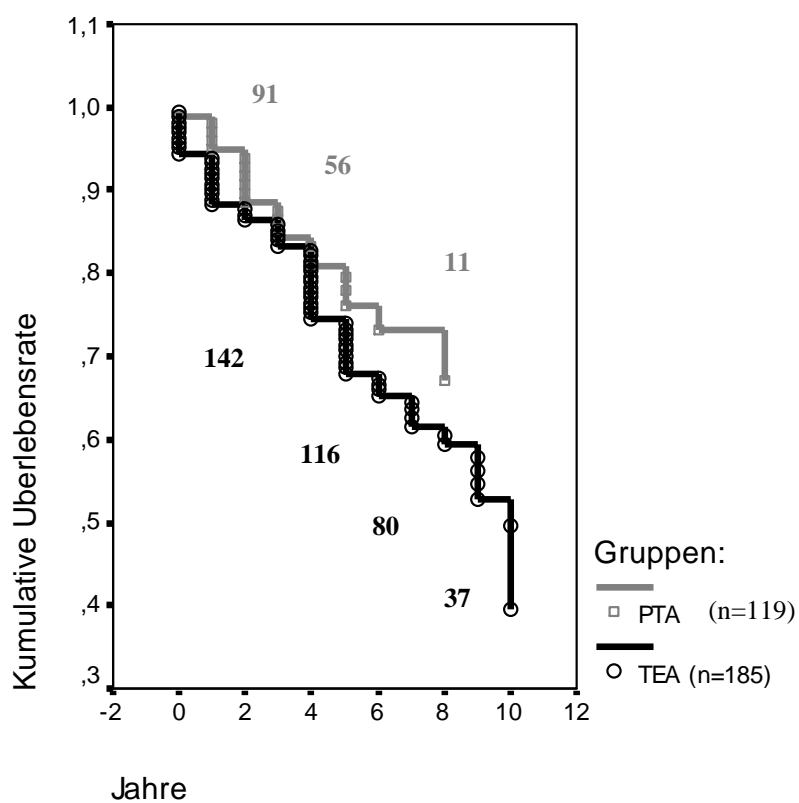 1,1
1,0
,9
,8
,7
,6
,5
,4
,3
Kumulative Uberlebensrate
91
56
11
142
116
80
37
-2 0 2 4 6 8 10 12
Jahre
Gruppen:
PTA (n=119)
TEA (n=185)